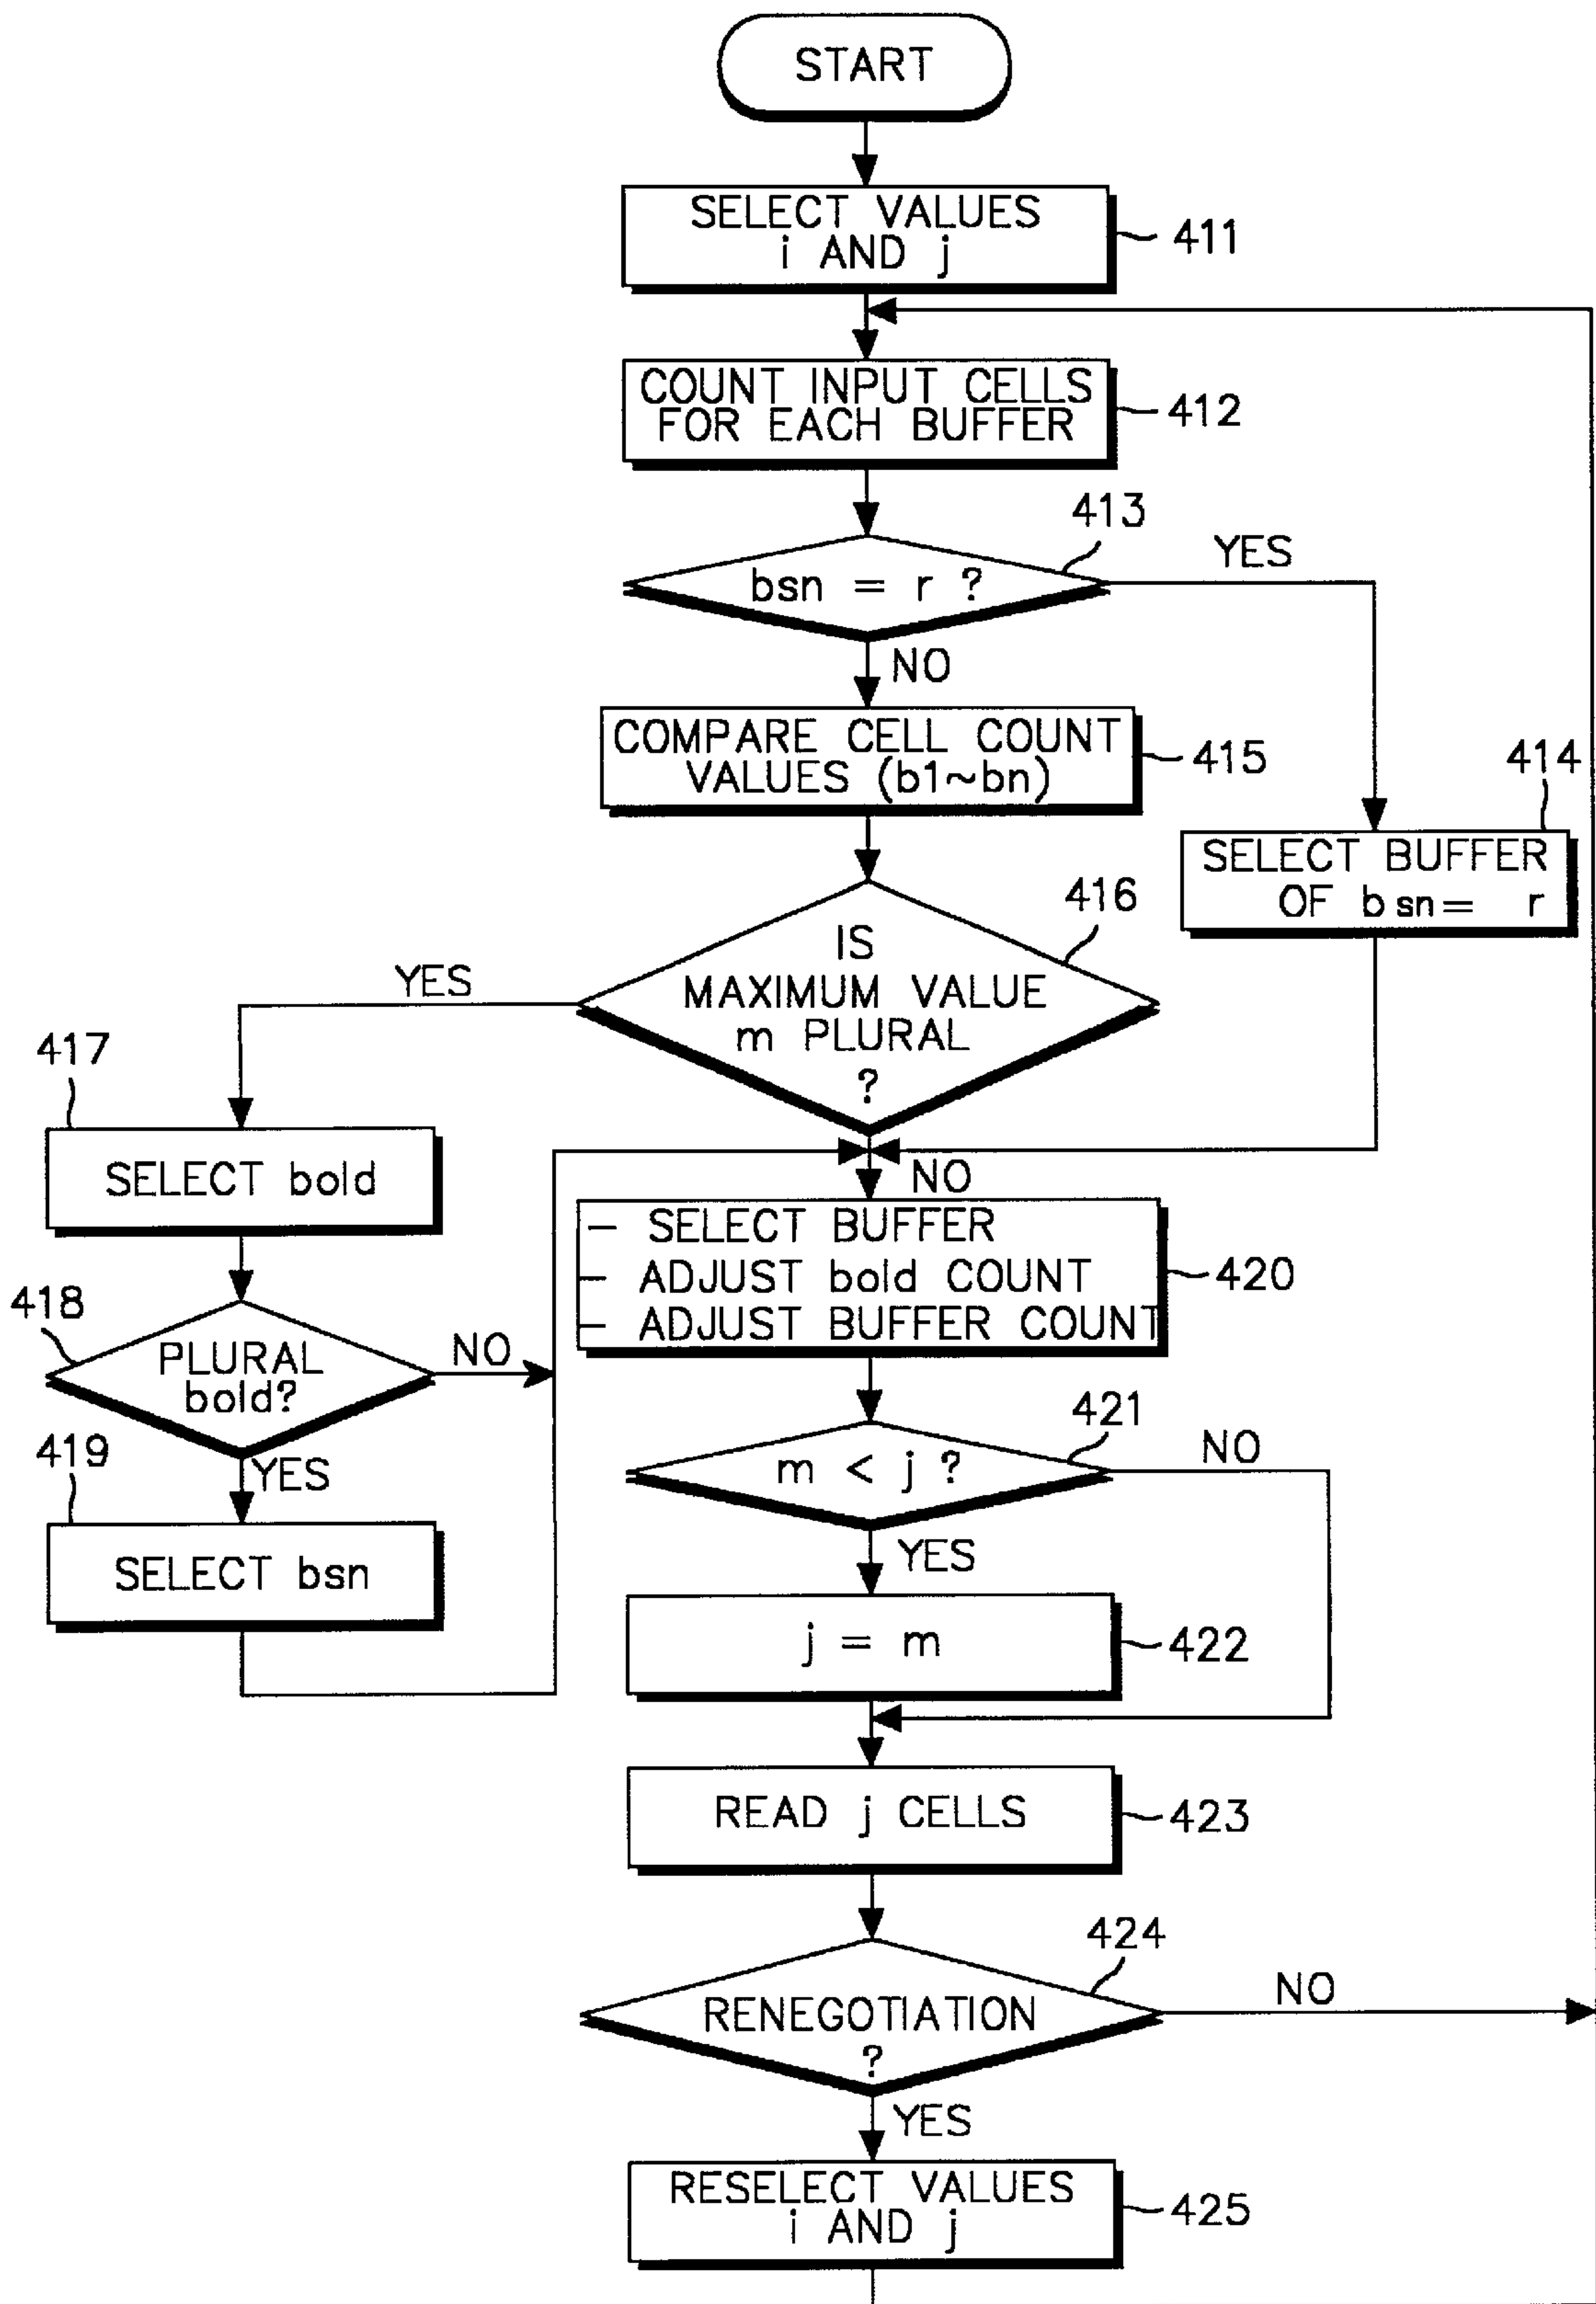 START
SELECT VALUES
i AND j
411
COUNT INPUT CELLS
FOR EACH BUFFER
412
413
bsn = r ?
YES
NO
COMPARE CELL COUNT
VALUES (b1~bn)
415
414
SELECT BUFFER
OF bsn= r
416
IS
MAXIMUM VALUE
m PLURAL
?
YES
NO
417
SELECT bold
418
PLURAL
bold?
NO
YES
419
SELECT bsn
- SELECT BUFFER
- ADJUST bold COUNT
- ADJUST BUFFER COUNT
420
421
m < j ?
NO
YES
j = m
422
READ j CELLS
423
424
RENEGOTIATION
?
NO
YES
RESELECT VALUES
i AND j
425